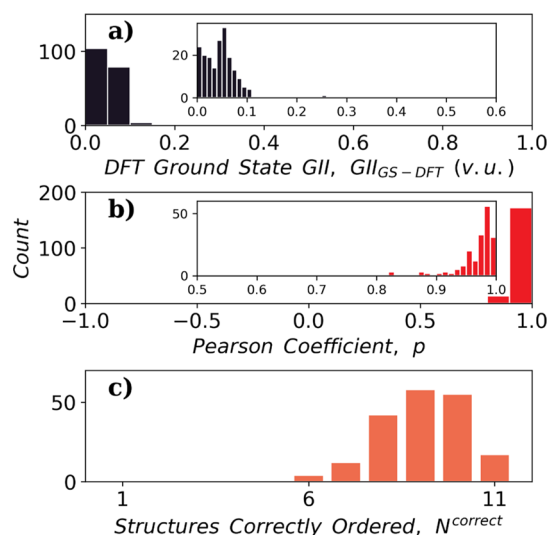 a)
100
0
20
0
0.0 0.1 0.2 0.3 0.4 0.5 0.6
0.0 0.2 0.4 0.6 0.8 1.0
DFT Ground State GII, GII_{GS-DFT} (v.u.)
Count
b)
200
100
0
50
0
0.5 0.6 0.7 0.8 0.9 1.0
−1.0 −0.5 0.0 0.5 1.0
Pearson Coefficient, p
c)
50
0
1 6 11
Structures Correctly Ordered, N^{correct}